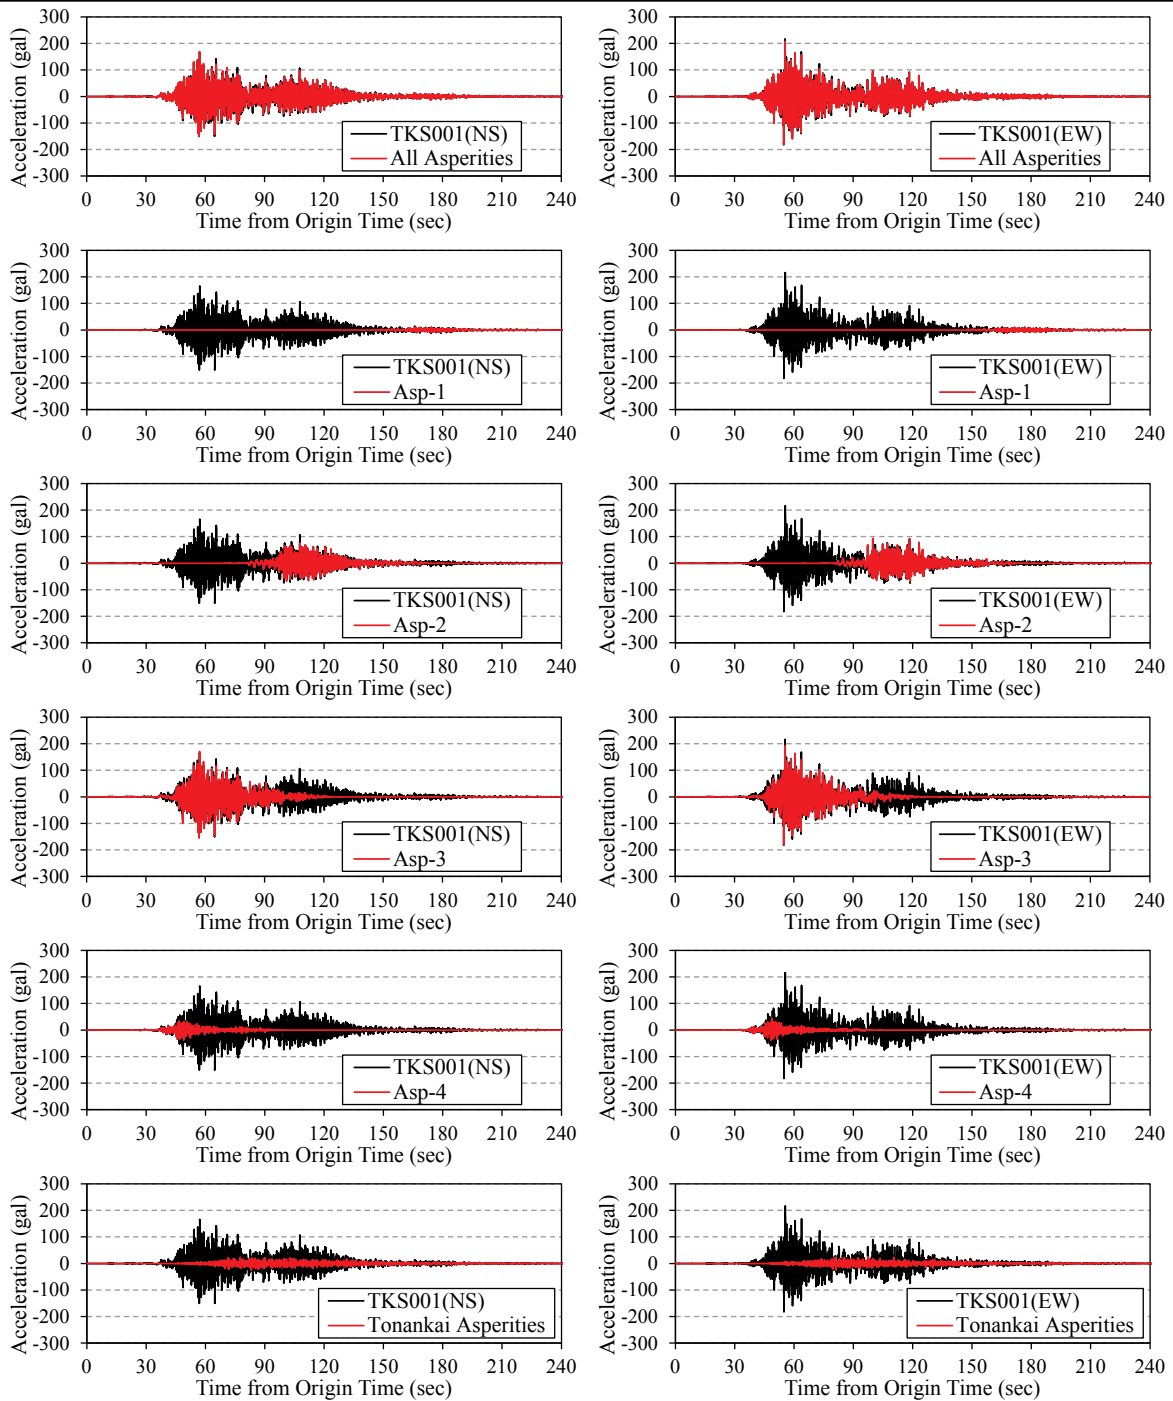 Acceleration (gal)
300
200
100
0
-100
-200
-300
TKS001(NS)
All Asperities
0 30 60 90 120 150 180 210 240
Time from Origin Time (sec)
Acceleration (gal)
300
200
100
0
-100
-200
-300
TKS001(EW)
All Asperities
0 30 60 90 120 150 180 210 240
Time from Origin Time (sec)
Acceleration (gal)
300
200
100
0
-100
-200
-300
TKS001(NS)
Asp-1
0 30 60 90 120 150 180 210 240
Time from Origin Time (sec)
Acceleration (gal)
300
200
100
0
-100
-200
-300
TKS001(EW)
Asp-1
0 30 60 90 120 150 180 210 240
Time from Origin Time (sec)
Acceleration (gal)
300
200
100
0
-100
-200
-300
TKS001(NS)
Asp-2
0 30 60 90 120 150 180 210 240
Time from Origin Time (sec)
Acceleration (gal)
300
200
100
0
-100
-200
-300
TKS001(EW)
Asp-2
0 30 60 90 120 150 180 210 240
Time from Origin Time (sec)
Acceleration (gal)
300
200
100
0
-100
-200
-300
TKS001(NS)
Asp-3
0 30 60 90 120 150 180 210 240
Time from Origin Time (sec)
Acceleration (gal)
300
200
100
0
-100
-200
-300
TKS001(EW)
Asp-3
0 30 60 90 120 150 180 210 240
Time from Origin Time (sec)
Acceleration (gal)
300
200
100
0
-100
-200
-300
TKS001(NS)
Asp-4
0 30 60 90 120 150 180 210 240
Time from Origin Time (sec)
Acceleration (gal)
300
200
100
0
-100
-200
-300
TKS001(EW)
Asp-4
0 30 60 90 120 150 180 210 240
Time from Origin Time (sec)
Acceleration (gal)
300
200
100
0
-100
-200
-300
TKS001(NS)
Tonankai Asperities
0 30 60 90 120 150 180 210 240
Time from Origin Time (sec)
Acceleration (gal)
300
200
100
0
-100
-200
-300
TKS001(EW)
Tonankai Asperities
0 30 60 90 120 150 180 210 240
Time from Origin Time (sec)